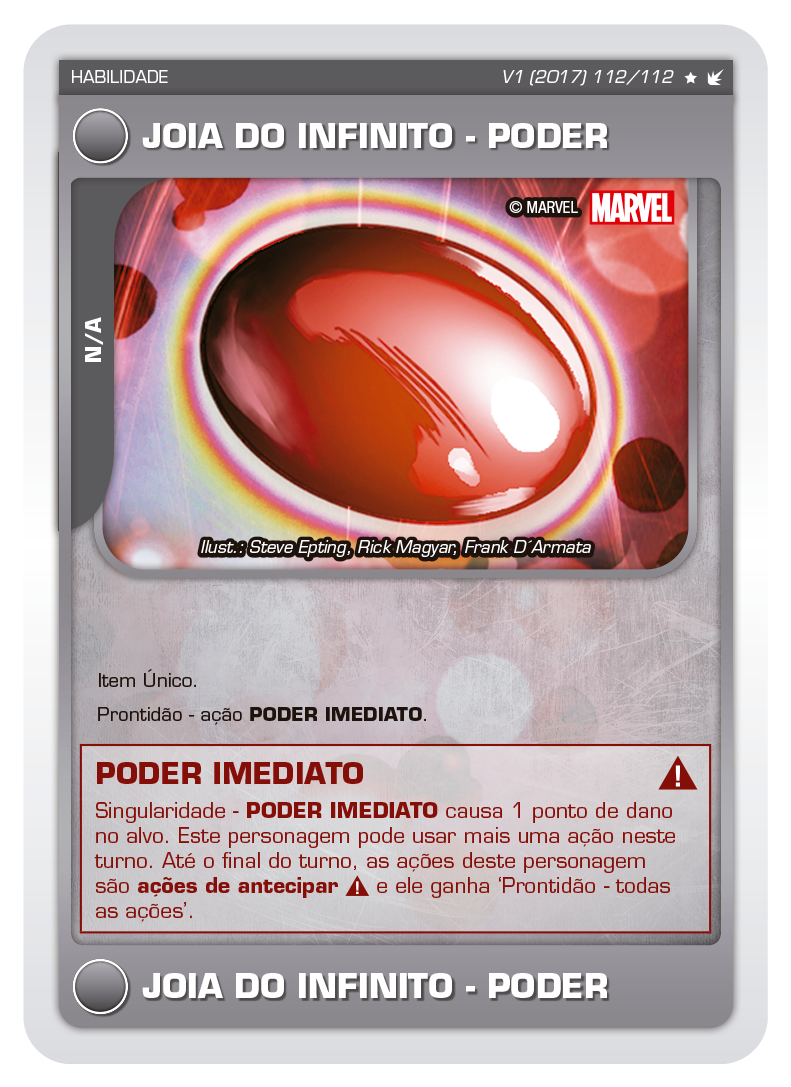 HABILIDADE
V1 (2017) 112/112
JOIA DO INFINITO - PODER
© MARVEL MARVEL
N/A
Ilust.: Steve Epting, Rick Magyar, Frank D´Armata
Item Único.
Prontidão - ação PODER IMEDIATO.
PODER IMEDIATO
Singularidade - PODER IMEDIATO causa 1 ponto de dano
no alvo. Este personagem pode usar mais uma ação neste
turno. Até o final do turno, as ações deste personagem
são ações de antecipar e ele ganha ‘Prontidão - todas
as ações’.
JOIA DO INFINITO - PODER